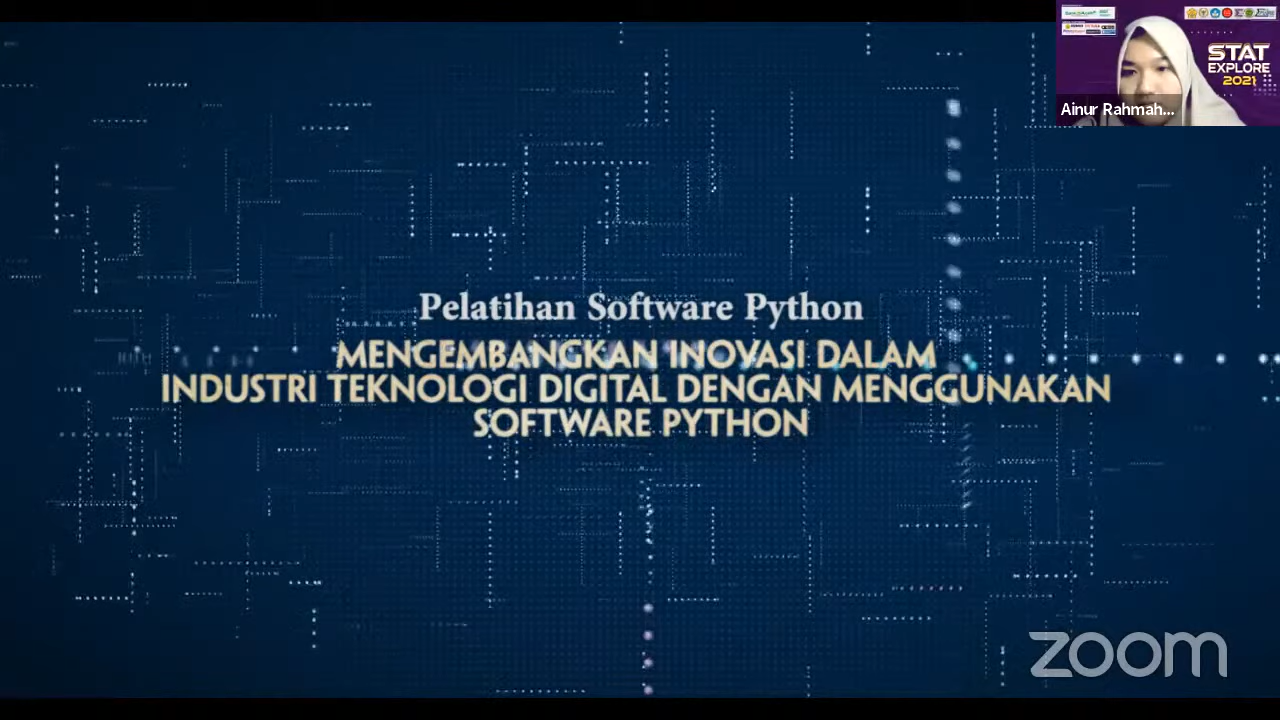 STAT
EXPLORE
2021
Ainur Rahmah...
Pelatihan Software Python
MENGEMBANGKAN INOVASI DALAM
INDUSTRI TEKNOLOGI DIGITAL DENGAN MENGGUNAKAN
SOFTWARE PYTHON
zoom